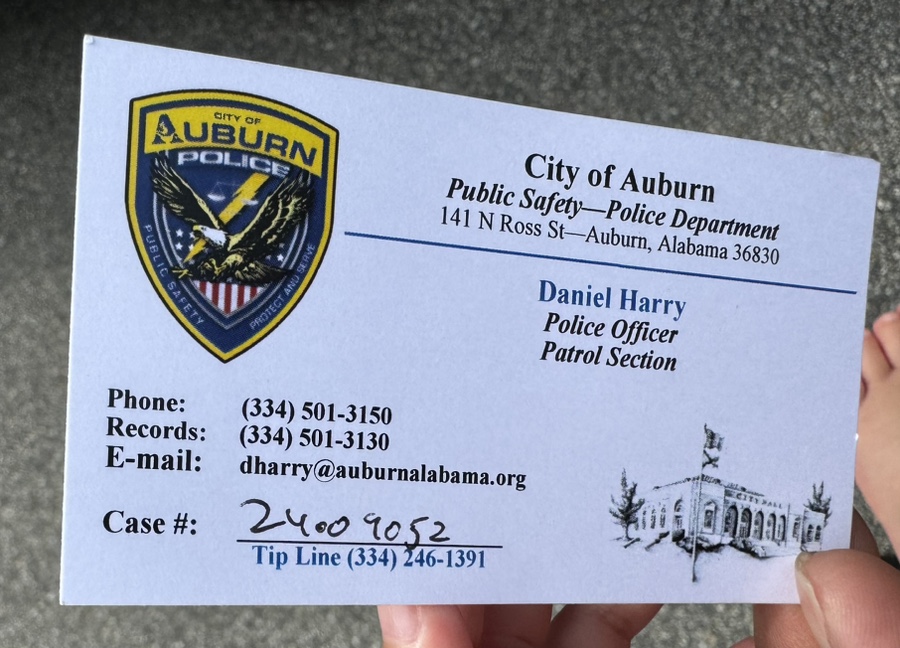 CITY OF
AUBURN
POLICE
PUBLIC SAFETY
PROTECT AND SERVE
City of Auburn
Public Safety—Police Department
141 N Ross St—Auburn, Alabama 36830
Daniel Harry
Police Officer
Patrol Section
Phone: (334) 501-3150
Records: (334) 501-3130
E-mail: dharry@auburnalabama.org
Case #: 24009052
Tip Line (334) 246-1391
CITY HALL